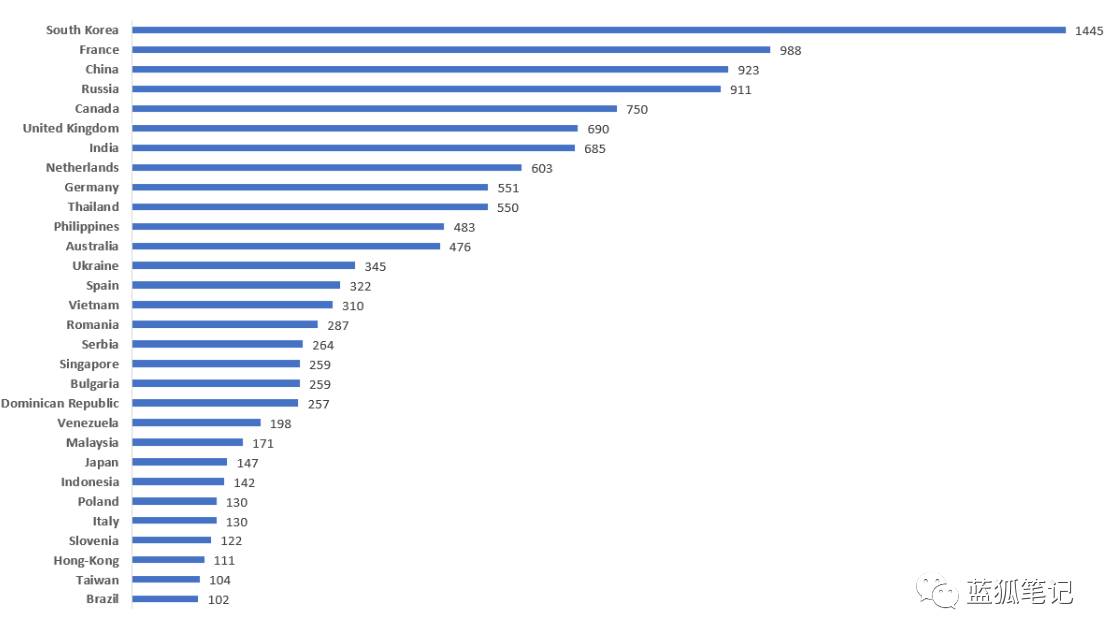 South Korea 1445
France 988
China 923
Russia 911
Canada 750
United Kingdom 690
India 685
Netherlands 603
Germany 551
Thailand 550
Philippines 483
Australia 476
Ukraine 345
Spain 322
Vietnam 310
Romania 287
Serbia 264
Singapore 259
Bulgaria 259
Dominican Republic 257
Venezuela 198
Malaysia 171
Japan 147
Indonesia 142
Poland 130
Italy 130
Slovenia 122
Hong-Kong 111
Taiwan 104
Brazil 102
蓝狐笔记